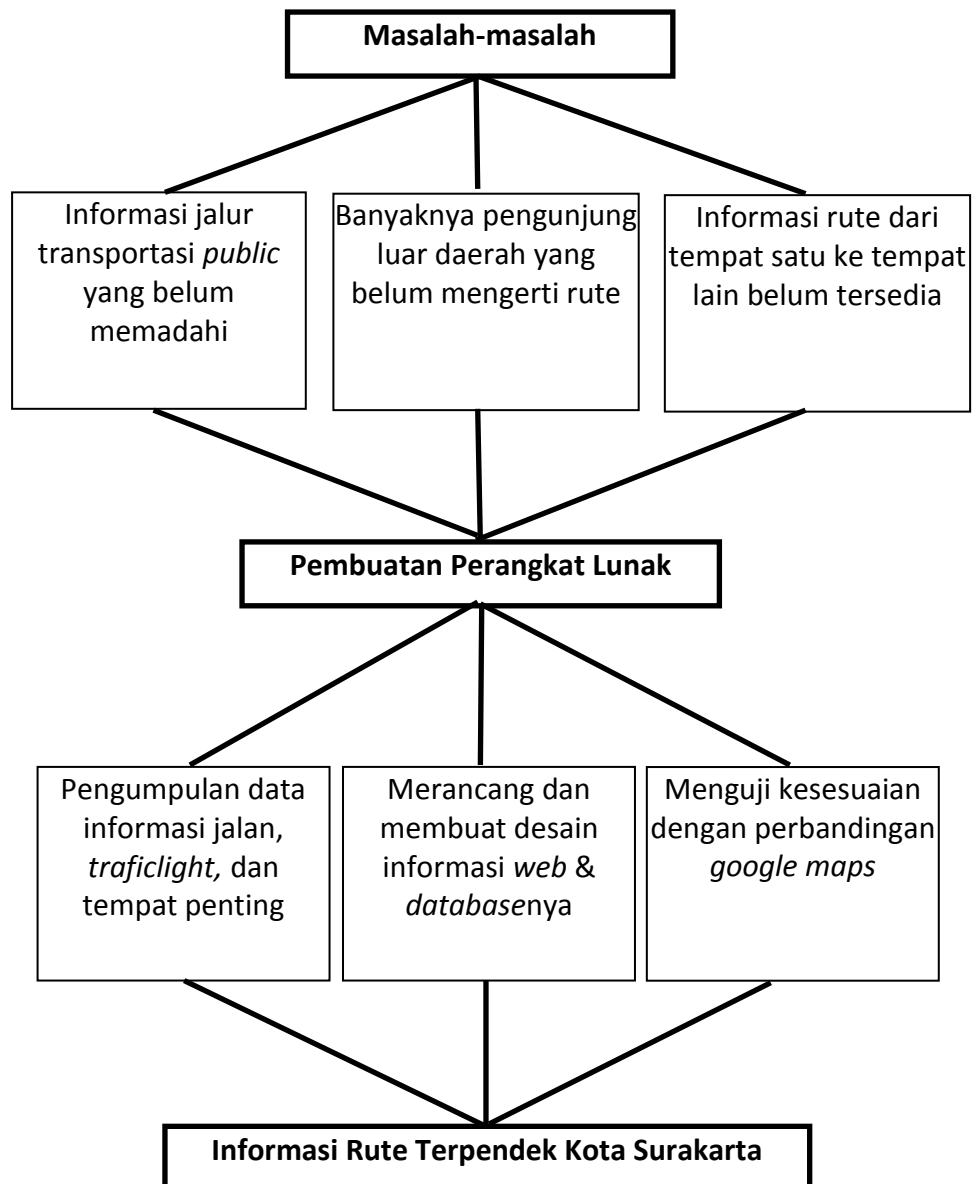 Masalah-masalah
Informasi jalur
transportasi public
yang belum
memadahi
Banyaknya pengunjung
luar daerah yang
belum mengerti rute
Informasi rute dari
tempat satu ke tempat
lain belum tersedia
Pembuatan Perangkat Lunak
Pengumpulan data
informasi jalan,
traficlight, dan
tempat penting
Merancang dan
membuat desain
informasi web &
databasenya
Menguji kesesuaian
dengan perbandingan
google maps
Informasi Rute Terpendek Kota Surakarta